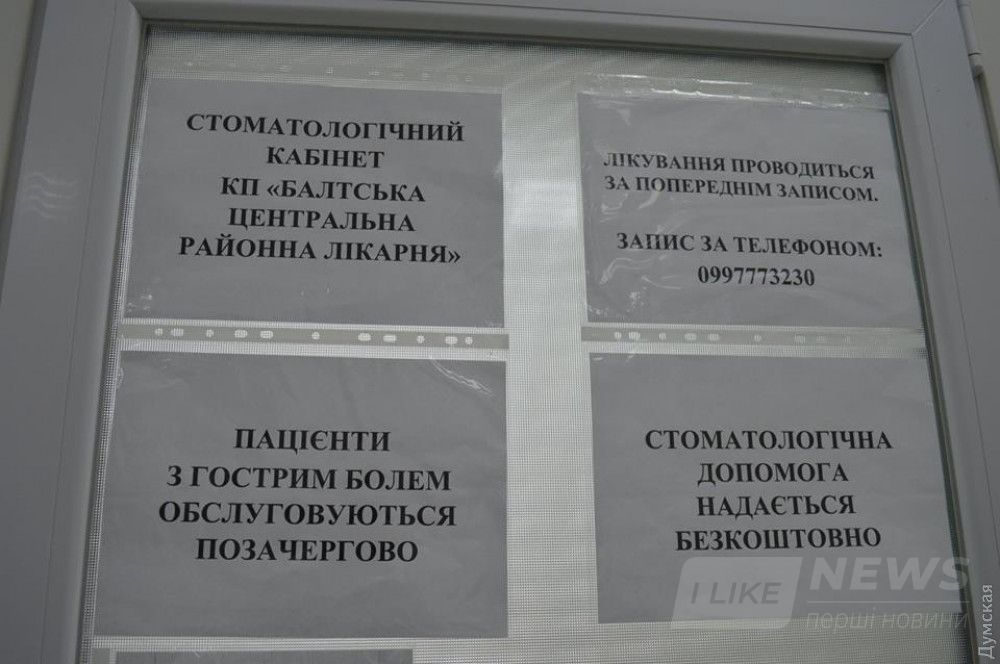 СТОМАТОЛОГІЧНИЙ
КАБІНЕТ
КП «БАЛТСЬКА
ЦЕНТРАЛЬНА
РАЙОННА ЛІКАРНЯ»
ЛІКУВАННЯ ПРОВОДИТЬСЯ
ЗА ПОПЕРЕДНІМ ЗАПИСОМ.
ЗАПИС ЗА ТЕЛЕФОНОМ:
0997773230
ПАЦІЄНТИ
З ГОСТРИМ БОЛЕМ
ОБСЛУГОВУЮТЬСЯ
ПОЗАЧЕРГОВО
СТОМАТОЛОГІЧНА
ДОПОМОГА
НАДАЄТЬСЯ
БЕЗКОШТОВНО
I LIKE NEWS
перші новини
Думская